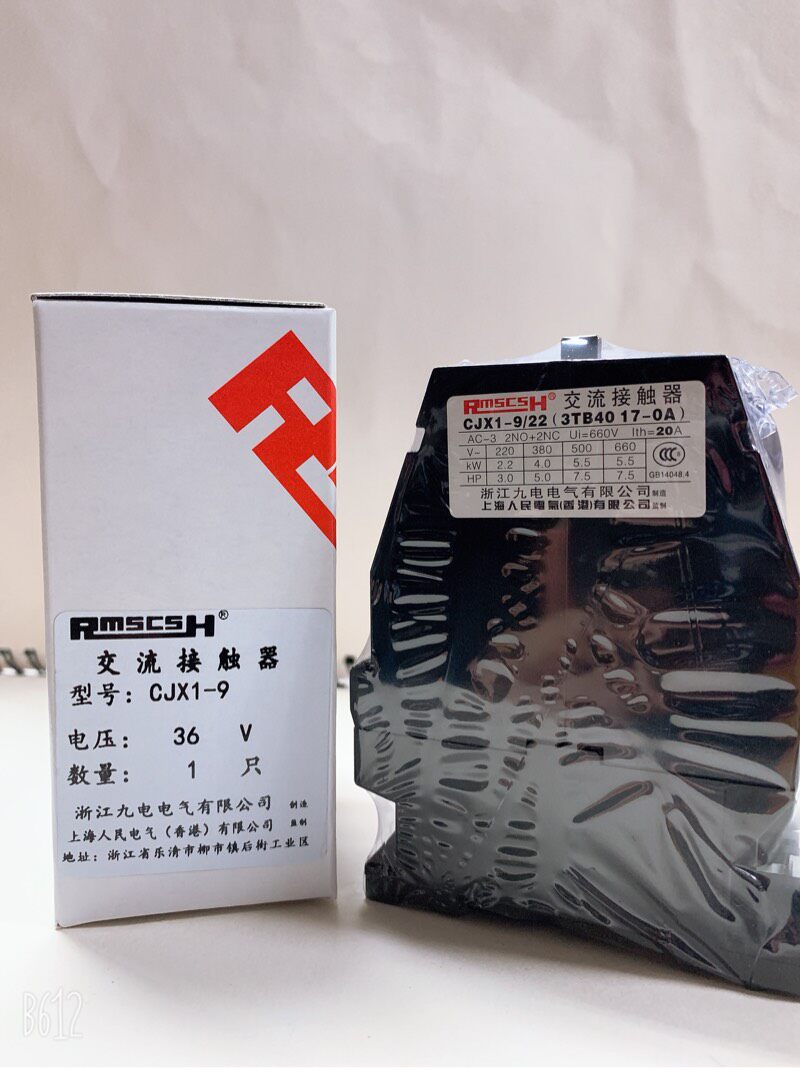 RMSCSH®
交流接触器
型号：CJX1-9
电压： 36 V
数量： 1 只
浙江九电电气有限公司 制造
上海人民电气（香港）有限公司 监制
地址：浙江省乐清市柳市镇后街工业区
RMSCSH® 交流接触器
CJX1-9/22 (3TB40 17-0A)
AC-3 2NO+2NC Ui=660V Ith=20A
V~ 220 380 500 660
kW 2.2 4.0 5.5 5.5
HP 3.0 5.0 7.5 7.5
CCC S
GB14048.4
浙江九电电气有限公司 制造
上海人民電氣(香港)有限公司 监制
B612